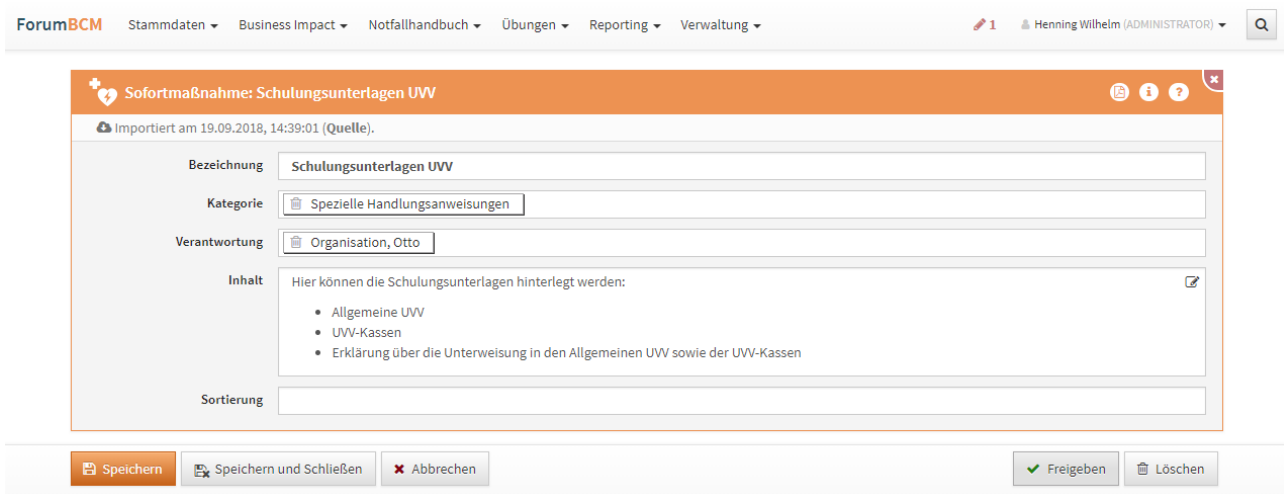 ForumBCM Stammdaten Business Impact Notfallhandbuch Übungen Reporting Verwaltung 1 Henning Wilhelm (ADMINISTRATOR)
Sofortmaßnahme: Schulungsunterlagen UVV
Importiert am 19.09.2018, 14:39:01 (Quelle).
Bezeichnung Schulungsunterlagen UVV
Kategorie Spezielle Handlungsanweisungen
Verantwortung Organisation, Otto
Inhalt Hier können die Schulungsunterlagen hinterlegt werden:
• Allgemeine UVV
• UVV-Kassen
• Erklärung über die Unterweisung in den Allgemeinen UVV sowie der UVV-Kassen
Sortierung
Speichern Speichern und Schließen Abbrechen Freigeben Löschen